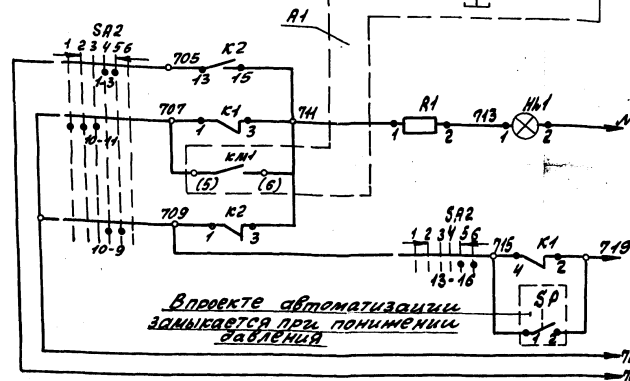 A1
SA2
1 2 3 4 5 6
705
K2
1-3
13
15
707
K1
711
R1
713
HL1
N
10-11
1
3
1
2
1
2
KM1
(5)
(6)
709
K2
1
3
10-9
SA2
1 2 3 4 5 6
715
K1
719
13-16
4
2
SP
1
2
В проекте автоматизации
замыкается при понижении
давления